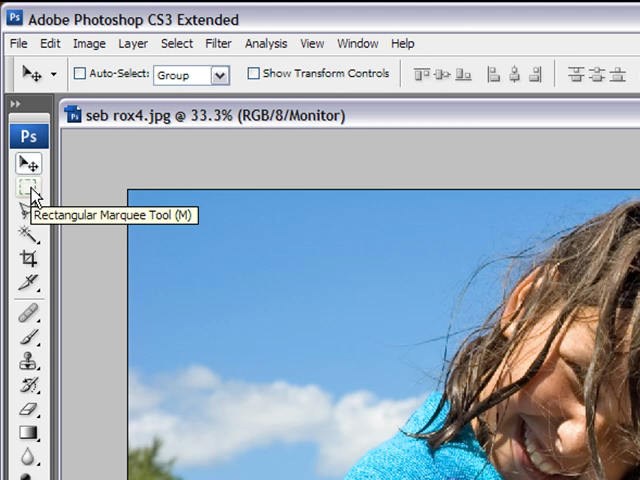 Ps Adobe Photoshop CS3 Extended
File Edit Image Layer Select Filter Analysis View Window Help
Auto-Select: Group Show Transform Controls
Ps seb rox4.jpg @ 33.3% (RGB/8/Monitor)
Ps
Rectangular Marquee Tool (M)